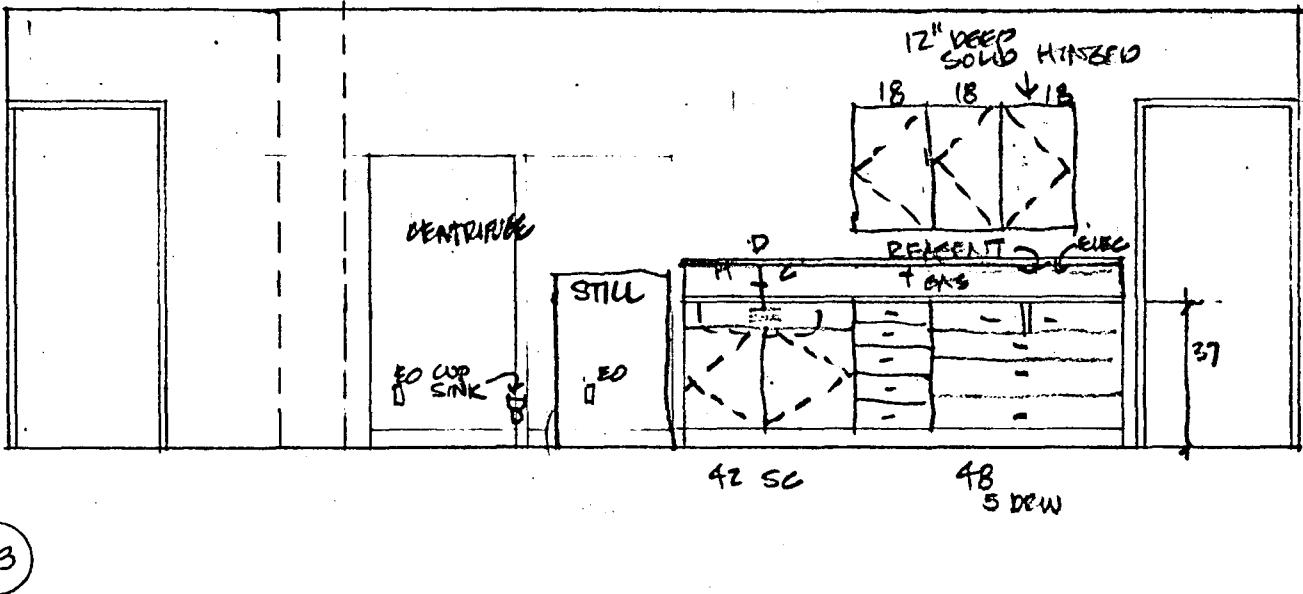 12" DEEP
SOLID HINGED
18 18 18
CENTRIFUGE
D
H C
REAGENT
ELEC
+ GAS
STILL
EO
CUP
SINK
EO
37
42 SC
48
5 DRW
3